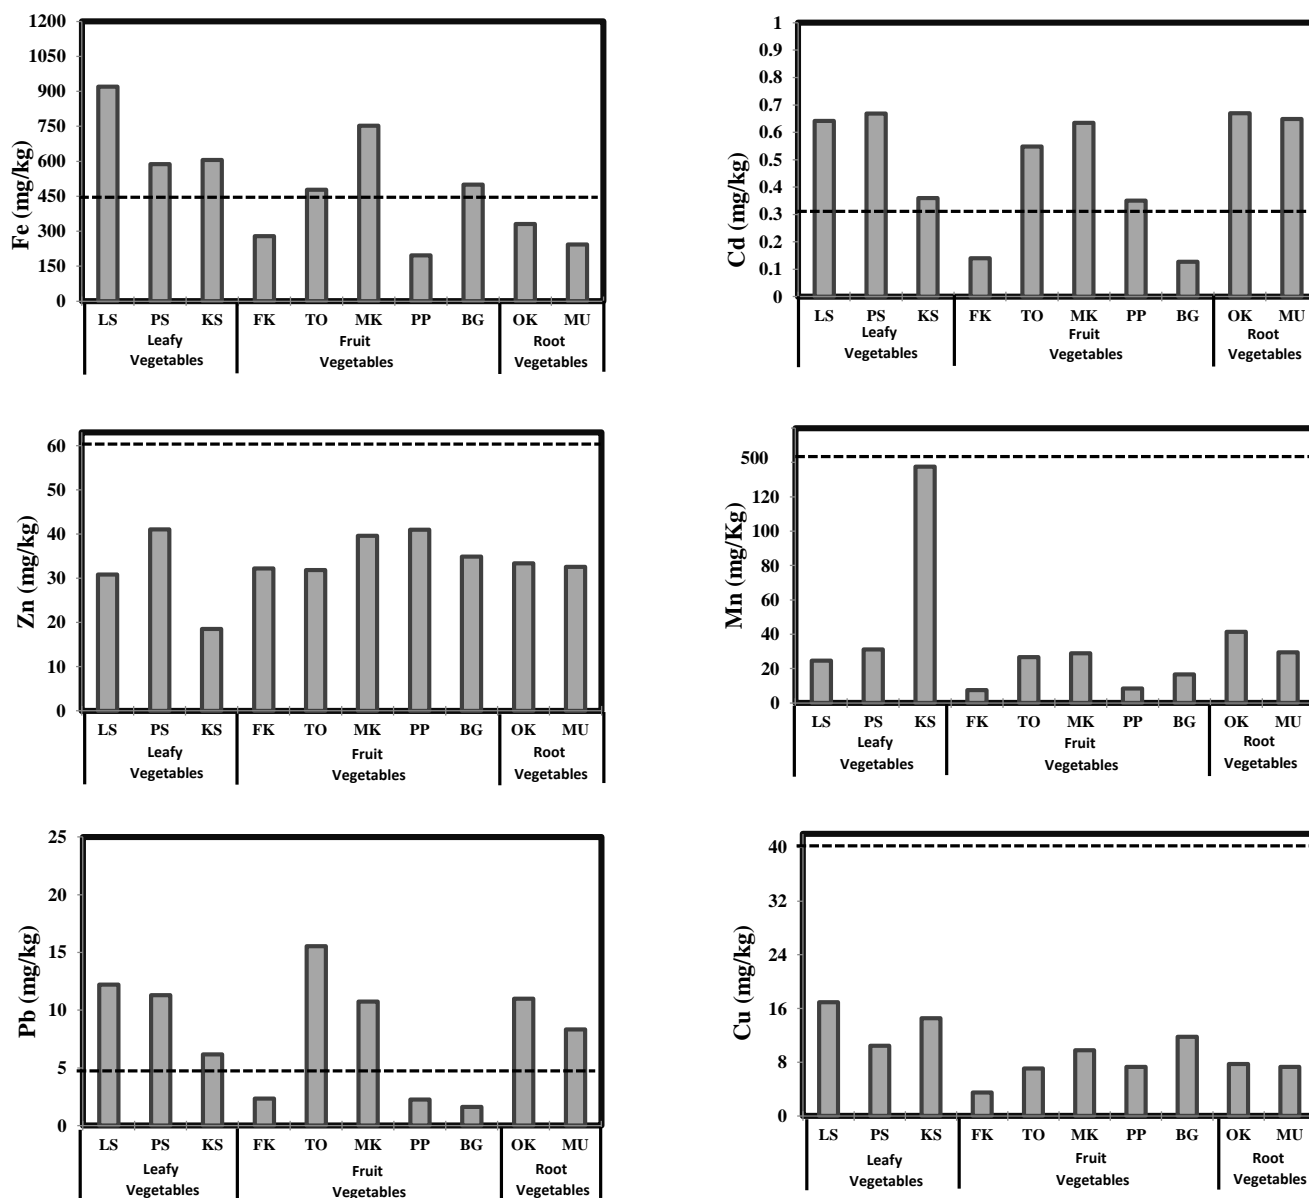 Fe (mg/kg)
1200
1050
900
750
600
450
300
150
0
LS PS KS FK TO MK PP BG OK MU
Leafy Fruit Root
Vegetables Vegetables Vegetables
Cd (mg/kg)
1
0.9
0.8
0.7
0.6
0.5
0.4
0.3
0.2
0.1
0
LS PS KS FK TO MK PP BG OK MU
Leafy Fruit Root
Vegetables Vegetables Vegetables
Zn (mg/kg)
60
50
40
30
20
10
0
LS PS KS FK TO MK PP BG OK MU
Leafy Fruit Root
Vegetables Vegetables Vegetables
Mn (mg/Kg)
500
120
100
80
60
40
20
0
LS PS KS FK TO MK PP BG OK MU
Leafy Fruit Root
Vegetables Vegetables Vegetables
Pb (mg/kg)
25
20
15
10
5
0
LS PS KS FK TO MK PP BG OK MU
Leafy Fruit Root
Vegetables Vegetables Vegetables
Cu (mg/kg)
40
32
24
16
8
0
LS PS KS FK TO MK PP BG OK MU
Leafy Fruit Root
Vegetables Vegetables Vegetables